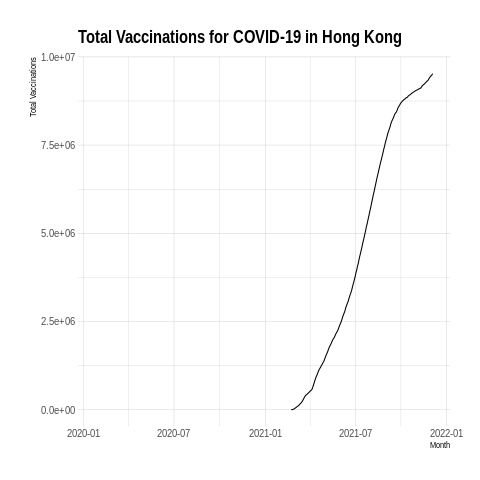 Total Vaccinations for COVID-19 in Hong Kong
Total Vaccinations
1.0e+07
7.5e+06
5.0e+06
2.5e+06
0.0e+00
2020-01 2020-07 2021-01 2021-07 2022-01
Month